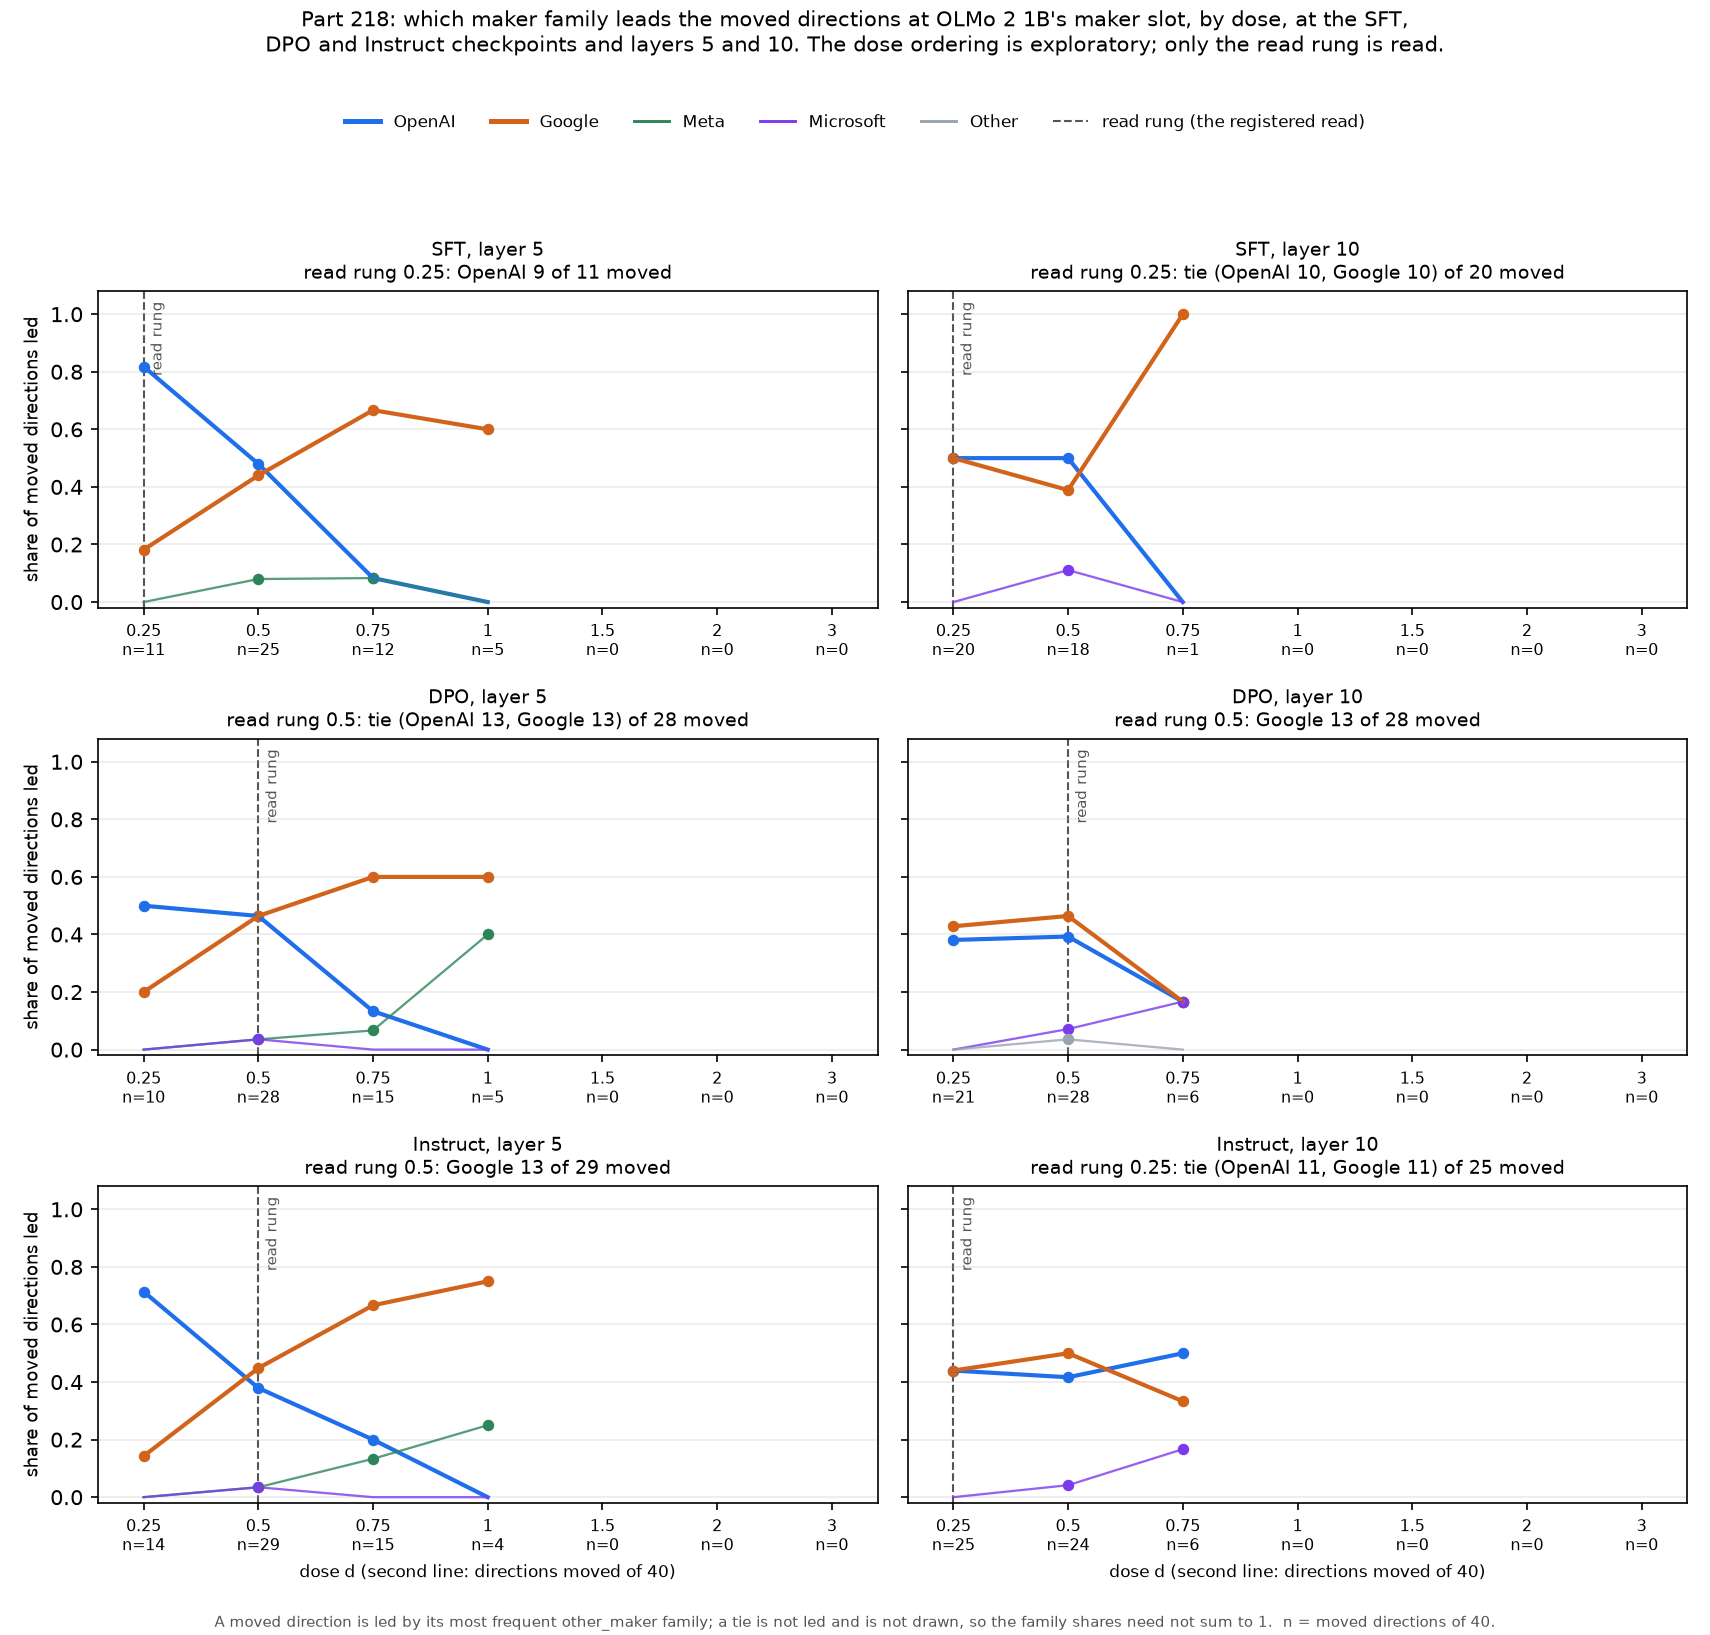 Part 218: which maker family leads the moved directions at OLMo 2 1B's maker slot, by dose, at the SFT,
DPO and Instruct checkpoints and layers 5 and 10. The dose ordering is exploratory; only the read rung is read.
OpenAI Google Meta Microsoft Other read rung (the registered read)
SFT, layer 5
read rung 0.25: OpenAI 9 of 11 moved
share of moved directions led
1.0
0.8
0.6
0.4
0.2
0.0
read rung
0.25 0.5 0.75 1 1.5 2 3
n=11 n=25 n=12 n=5 n=0 n=0 n=0
SFT, layer 10
read rung 0.25: tie (OpenAI 10, Google 10) of 20 moved
read rung
0.25 0.5 0.75 1 1.5 2 3
n=20 n=18 n=1 n=0 n=0 n=0 n=0
DPO, layer 5
read rung 0.5: tie (OpenAI 13, Google 13) of 28 moved
share of moved directions led
1.0
0.8
0.6
0.4
0.2
0.0
read rung
0.25 0.5 0.75 1 1.5 2 3
n=10 n=28 n=15 n=5 n=0 n=0 n=0
DPO, layer 10
read rung 0.5: Google 13 of 28 moved
read rung
0.25 0.5 0.75 1 1.5 2 3
n=21 n=28 n=6 n=0 n=0 n=0 n=0
Instruct, layer 5
read rung 0.5: Google 13 of 29 moved
share of moved directions led
1.0
0.8
0.6
0.4
0.2
0.0
read rung
0.25 0.5 0.75 1 1.5 2 3
n=14 n=29 n=15 n=4 n=0 n=0 n=0
dose d (second line: directions moved of 40)
Instruct, layer 10
read rung 0.25: tie (OpenAI 11, Google 11) of 25 moved
read rung
0.25 0.5 0.75 1 1.5 2 3
n=25 n=24 n=6 n=0 n=0 n=0 n=0
dose d (second line: directions moved of 40)
A moved direction is led by its most frequent other_maker family; a tie is not led and is not drawn, so the family shares need not sum to 1.  n = moved directions of 40.